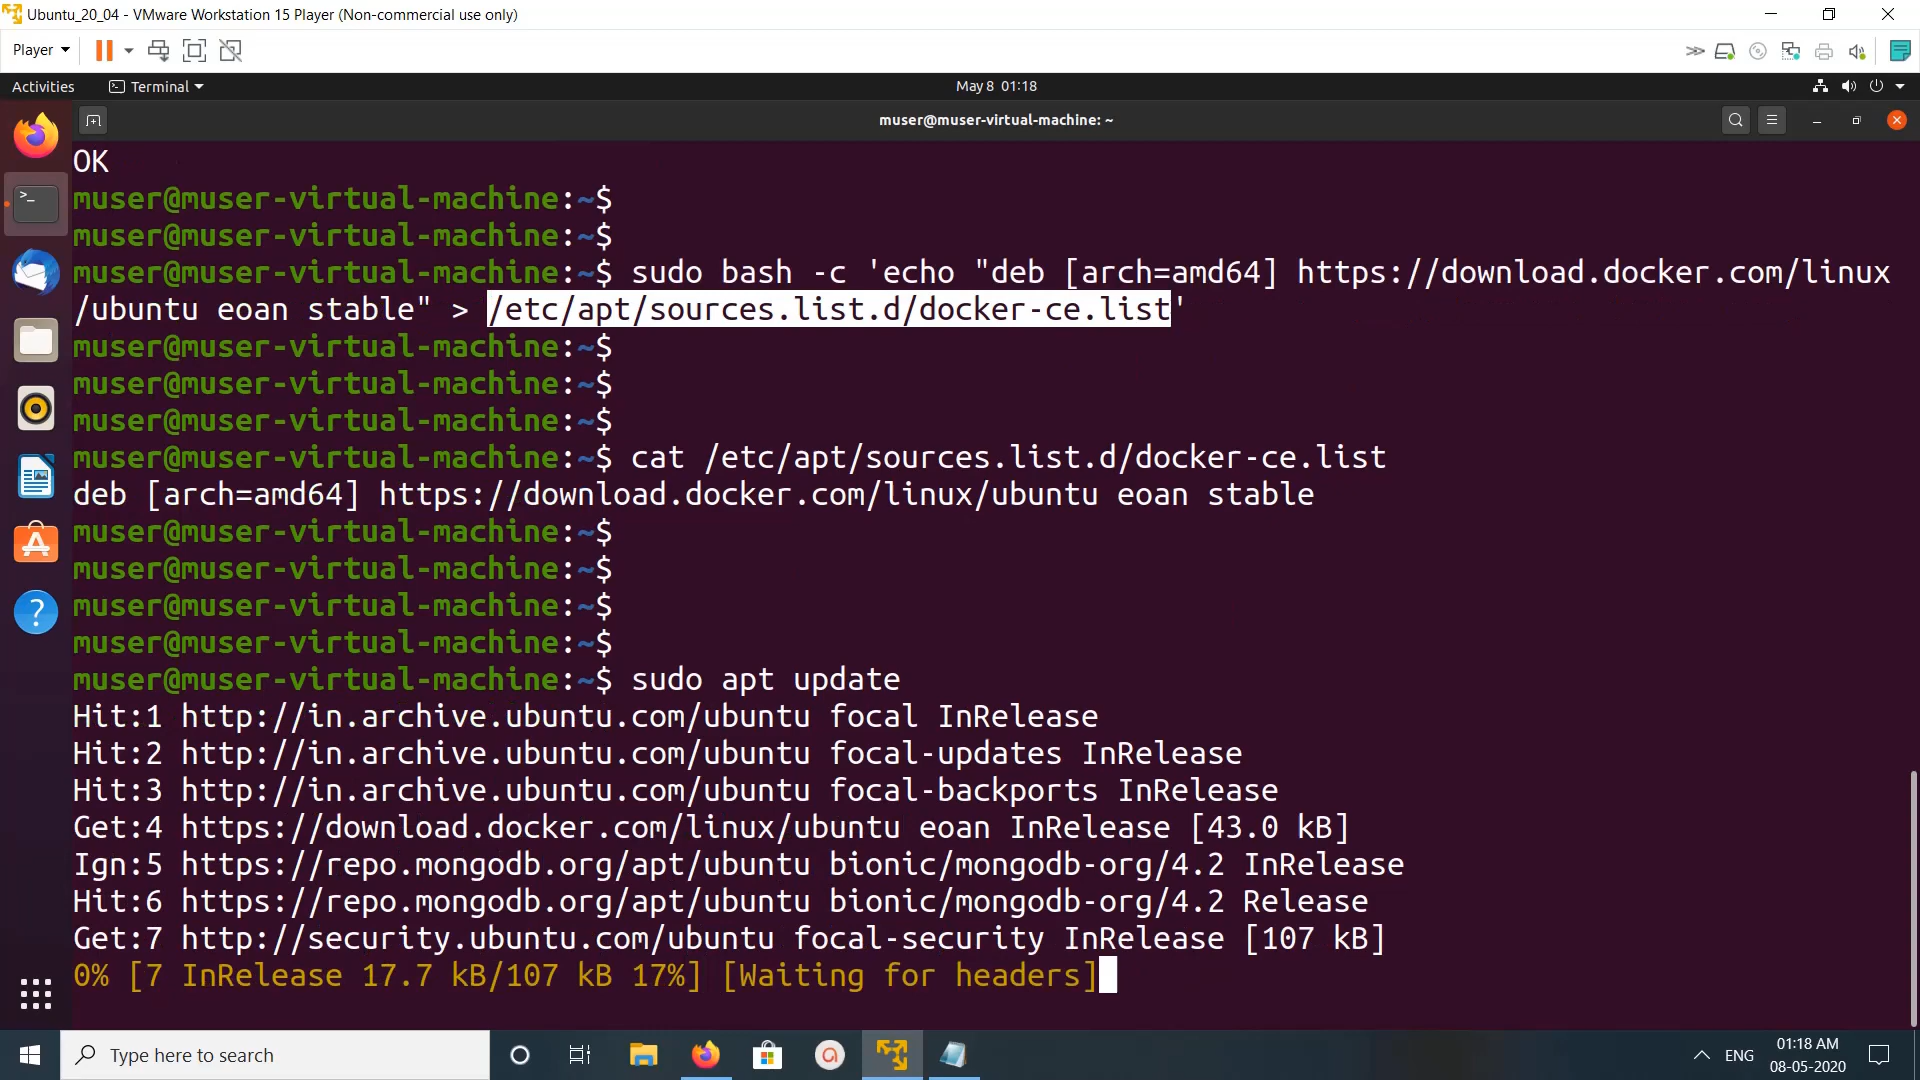 Ubuntu_20_04 - VMware Workstation 15 Player (Non-commercial use only)
Player
Activities Terminal May 8 01:18
muser@muser-virtual-machine: ~
OK
muser@muser-virtual-machine:~$
muser@muser-virtual-machine:~$
muser@muser-virtual-machine:~$ sudo bash -c 'echo "deb [arch=amd64] https://download.docker.com/linux
/ubuntu eoan stable" > /etc/apt/sources.list.d/docker-ce.list'
muser@muser-virtual-machine:~$
muser@muser-virtual-machine:~$
muser@muser-virtual-machine:~$
muser@muser-virtual-machine:~$ cat /etc/apt/sources.list.d/docker-ce.list
deb [arch=amd64] https://download.docker.com/linux/ubuntu eoan stable
muser@muser-virtual-machine:~$
muser@muser-virtual-machine:~$
muser@muser-virtual-machine:~$
muser@muser-virtual-machine:~$
muser@muser-virtual-machine:~$ sudo apt update
Hit:1 http://in.archive.ubuntu.com/ubuntu focal InRelease
Hit:2 http://in.archive.ubuntu.com/ubuntu focal-updates InRelease
Hit:3 http://in.archive.ubuntu.com/ubuntu focal-backports InRelease
Get:4 https://download.docker.com/linux/ubuntu eoan InRelease [43.0 kB]
Ign:5 https://repo.mongodb.org/apt/ubuntu bionic/mongodb-org/4.2 InRelease
Hit:6 https://repo.mongodb.org/apt/ubuntu bionic/mongodb-org/4.2 Release
Get:7 http://security.ubuntu.com/ubuntu focal-security InRelease [107 kB]
0% [7 InRelease 17.7 kB/107 kB 17%] [Waiting for headers]
Type here to search
ENG
01:18 AM
08-05-2020